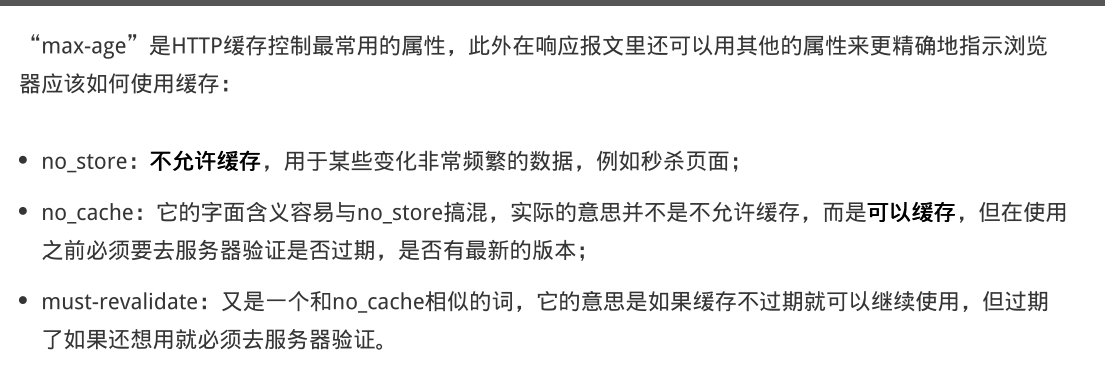 “max-age”是HTTP缓存控制最常用的属性，此外在响应报文里还可以用其他的属性来更精确地指示浏览
器应该如何使用缓存：
• no_store：不允许缓存，用于某些变化非常频繁的数据，例如秒杀页面；
• no_cache：它的字面含义容易与no_store搞混，实际的意思并不是不允许缓存，而是可以缓存，但在使用
之前必须要去服务器验证是否过期，是否有最新的版本；
• must-revalidate：又是一个和no_cache相似的词，它的意思是如果缓存不过期就可以继续使用，但过期
了如果还想用就必须去服务器验证。